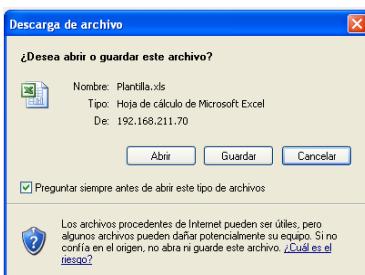 Descarga de archivo
¿Desea abrir o guardar este archivo?
Nombre: Plantilla.xls
Tipo: Hoja de cálculo de Microsoft Excel
De: 192.168.211.70
Abrir Guardar Cancelar
Preguntar siempre antes de abrir este tipo de archivos
Los archivos procedentes de Internet pueden ser útiles, pero
algunos archivos pueden dañar potencialmente su equipo. Si no
confía en el origen, no abra ni guarde este archivo. ¿Cuál es el
riesgo?